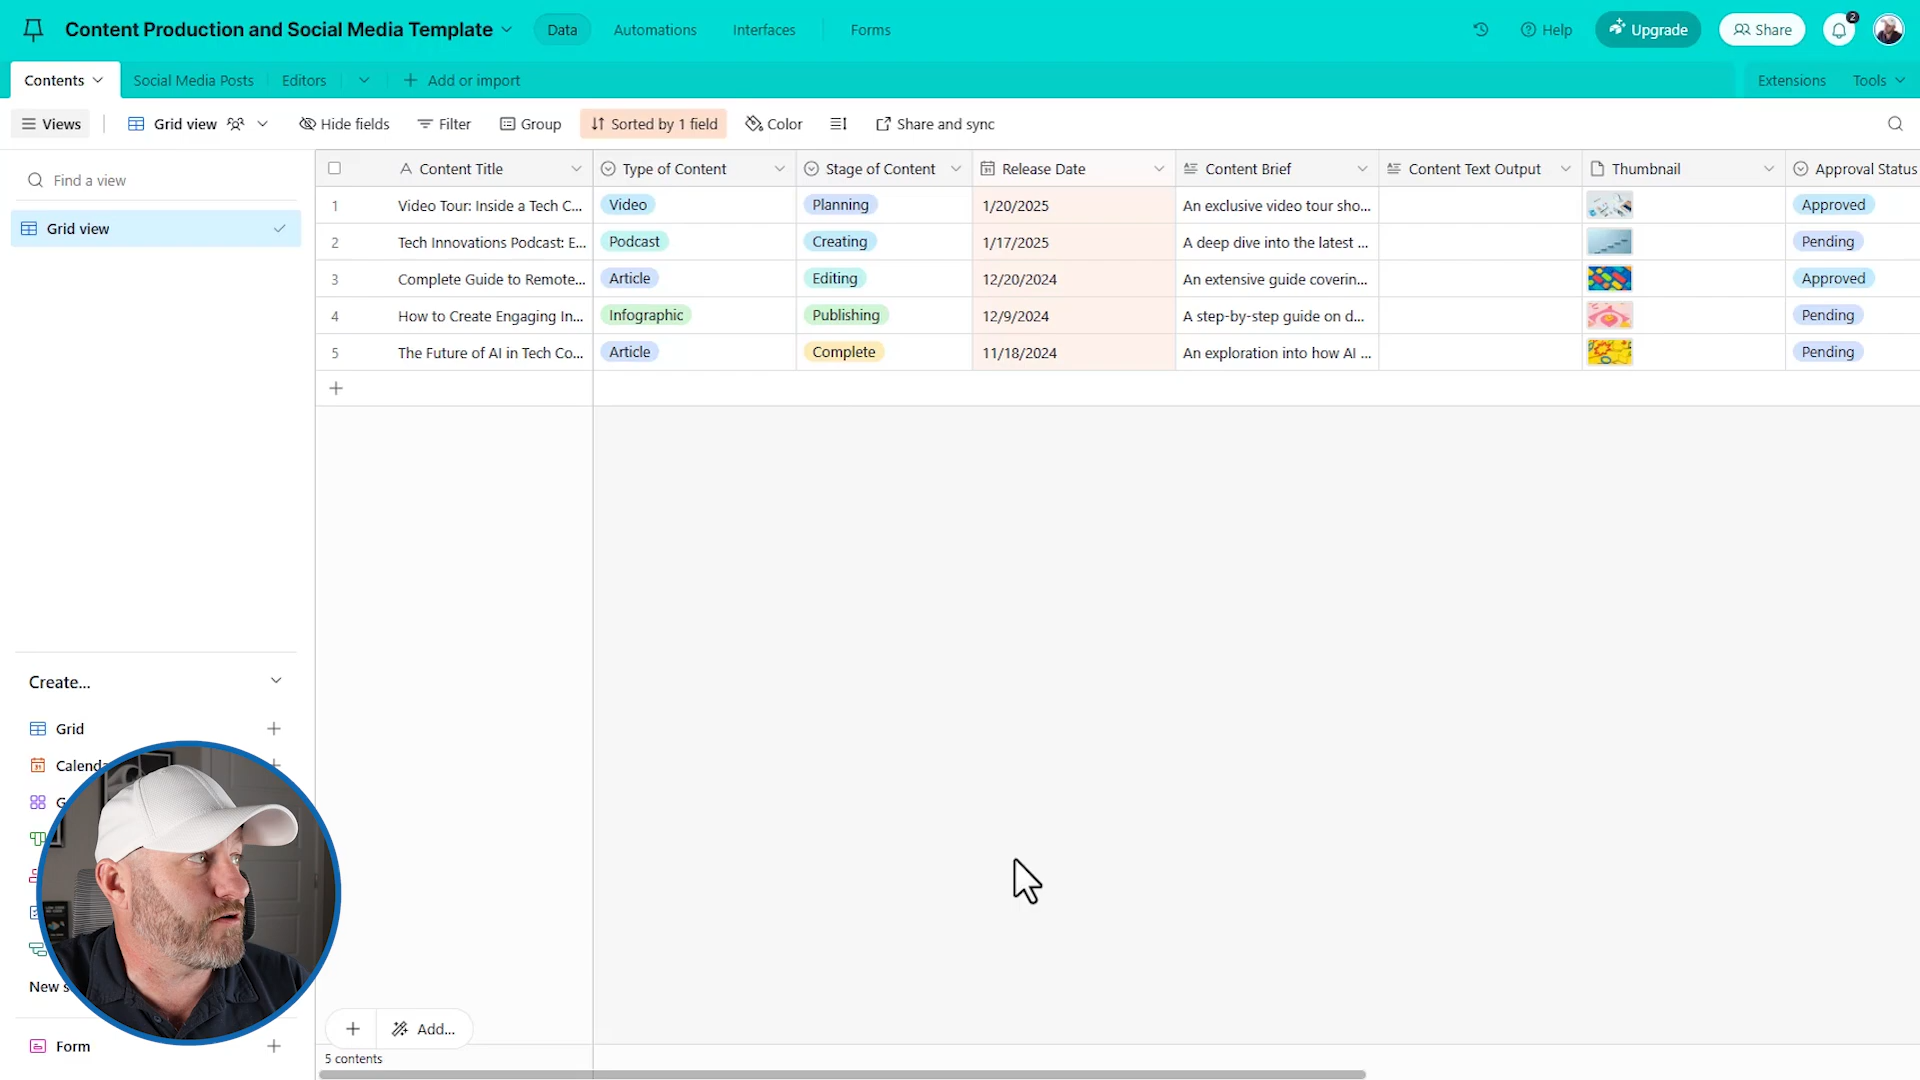 Content Production and Social Media Template Data Automations Interfaces Forms Help Upgrade Share 2
Contents Social Media Posts Editors Add or import Extensions Tools
Views Grid view Hide fields Filter Group Sorted by 1 field Color Share and sync
Find a view
Grid view
Content Title Type of Content Stage of Content Release Date Content Brief Content Text Output Thumbnail Approval Status
1 Video Tour: Inside a Tech C... Video Planning 1/20/2025 An exclusive video tour sho... Approved
2 Tech Innovations Podcast: E... Podcast Creating 1/17/2025 A deep dive into the latest ... Pending
3 Complete Guide to Remote... Article Editing 12/20/2024 An extensive guide coverin... Approved
4 How to Create Engaging In... Infographic Publishing 12/9/2024 A step-by-step guide on d... Pending
5 The Future of AI in Tech Co... Article Complete 11/18/2024 An exploration into how AI ... Pending
Create...
Grid
Calenda
G
New s
Form
Add...
5 contents